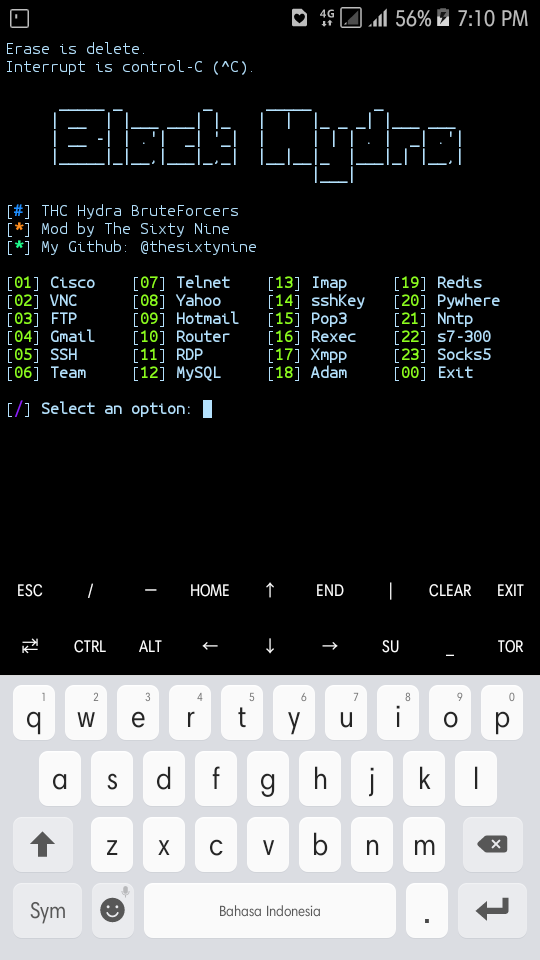 4G 56% 7:10 PM
Erase is delete.
Interrupt is control-C (^C).
Black Hydra
[#] THC Hydra BruteForcers
[*] Mod by The Sixty Nine
[*] My Github: @thesixtynine
[01] Cisco [07] Telnet [13] Imap [19] Redis
[02] VNC [08] Yahoo [14] sshKey [20] Pywhere
[03] FTP [09] Hotmail [15] Pop3 [21] Nntp
[04] Gmail [10] Router [16] Rexec [22] s7-300
[05] SSH [11] RDP [17] Xmpp [23] Socks5
[06] Team [12] MySQL [18] Adam [00] Exit
[/] Select an option:
ESC / — HOME ↑ END | CLEAR EXIT
⇄ CTRL ALT ← ↓ → SU _ TOR
1 2 3 4 5 6 7 8 9 0
q w e r t y u i o p
a s d f g h j k l
z x c v b n m
Sym Bahasa Indonesia .